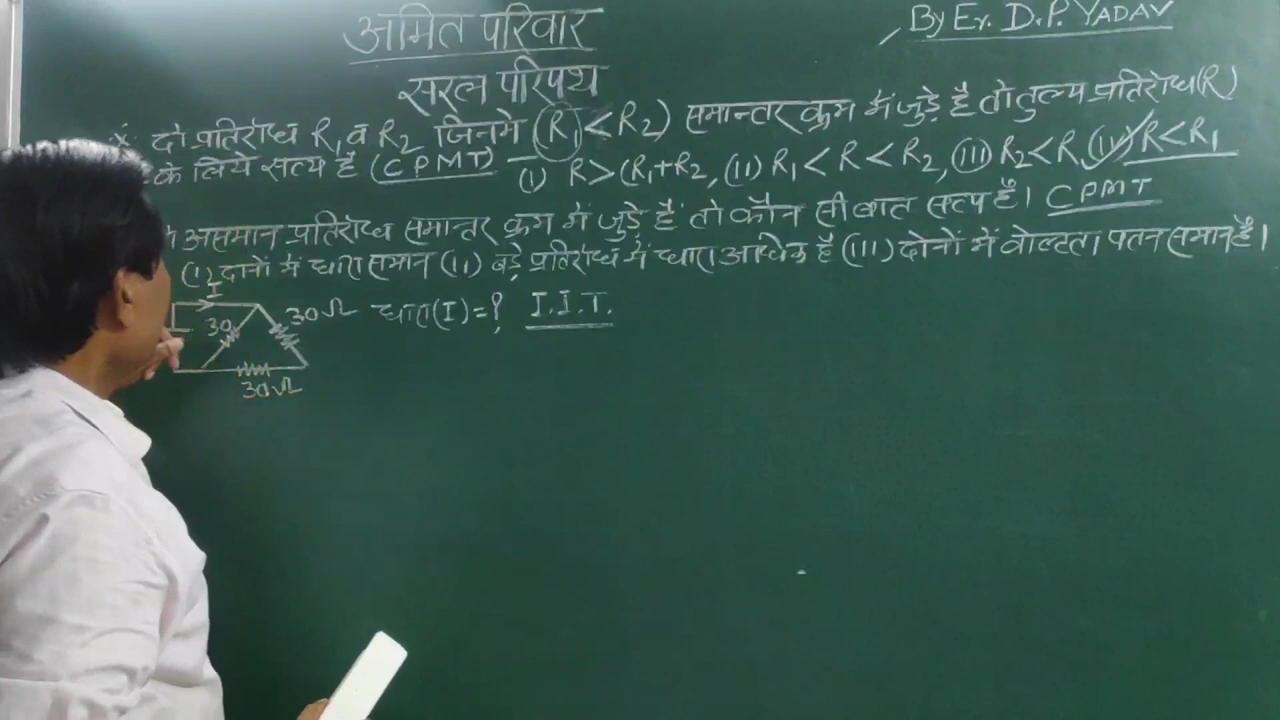 अमित परिवार
By Er. D.P. YADAV
सरल परिपथ
दो प्रतिरोध R₁ व R₂ जिनमे (R₁ < R₂) समान्तर क्रम में जुड़े है तो तुल्य प्रतिरोध (R)
के लिये सत्य है (CPMT) – (I) R > (R₁+R₂, (II) R₁ < R < R₂, (III) R₂ < R (IV) R < R₁
असमान प्रतिरोध समान्तर क्रम में जुड़े हैं तो कौन सी बात सत्य है। CPMT
(I) दोनों में धारा समान (II) बड़े प्रतिरोध में धारा अधिक है (III) दोनों में वोल्टता पतन समान है।
I
30
30Ω धारा (I) = ? I.I.T.
30Ω